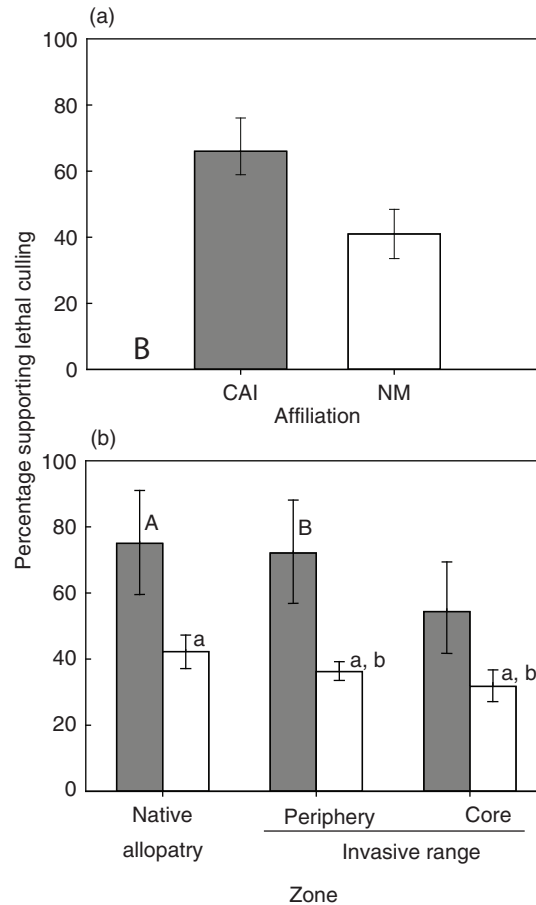 (a)
100
80
60
40
20
0
B
CAI NM
Affiliation
Percentage supporting lethal culling
(b)
100
80
60
40
20
0
A
a
B
a, b
a, b
Native Periphery Core
allopatry Invasive range
Zone